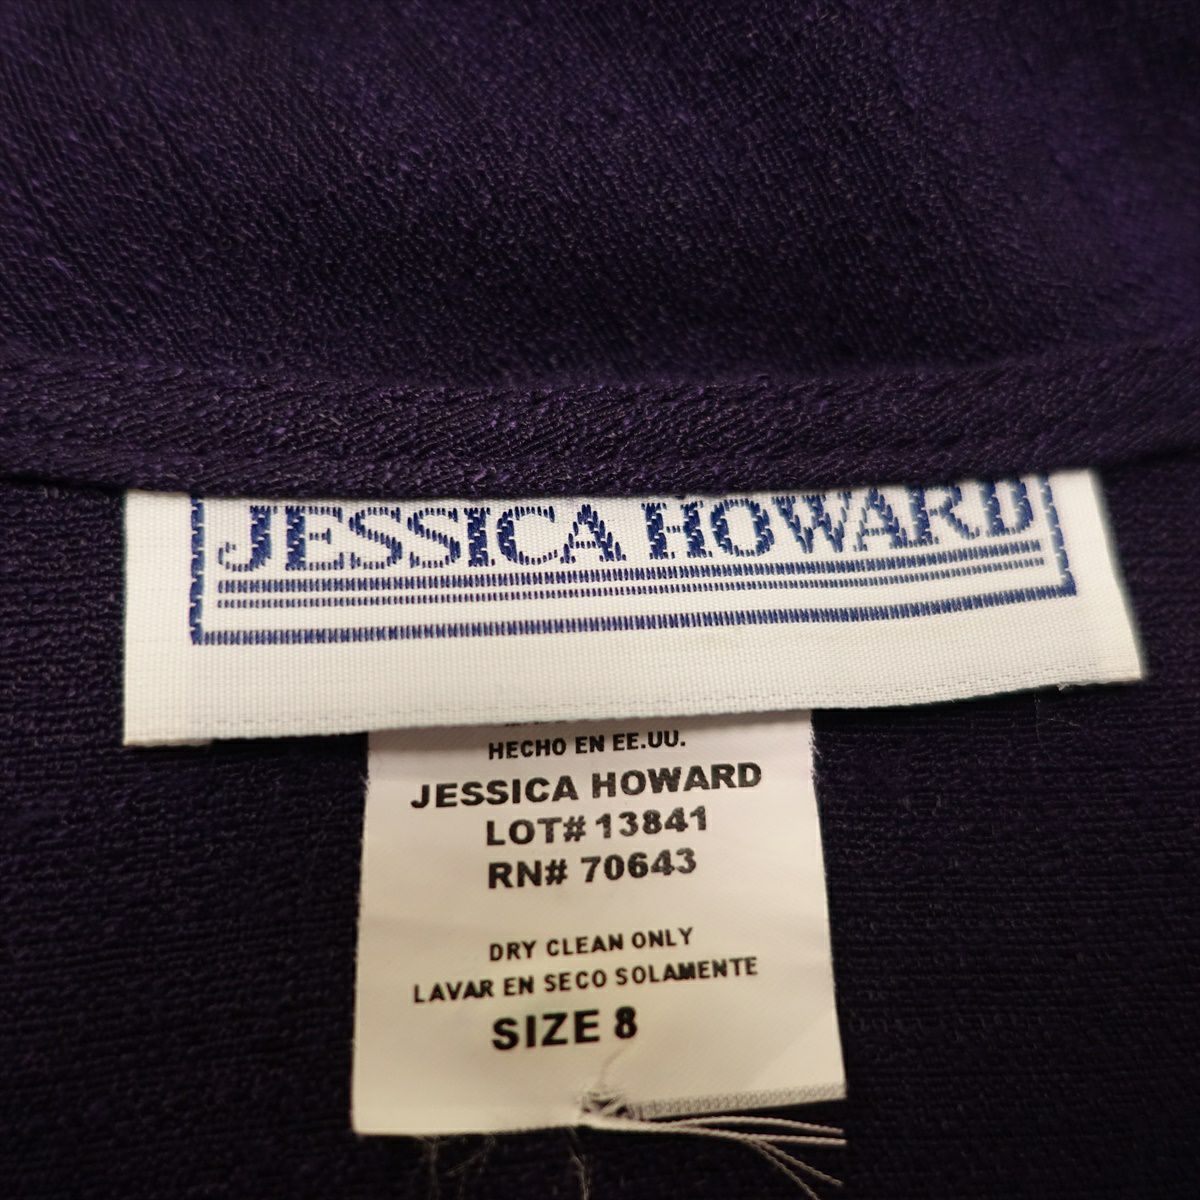 JESSICA HOWARD
HECHO EN EE.UU.
JESSICA HOWARD
LOT# 13841
RN# 70643
DRY CLEAN ONLY
LAVAR EN SECO SOLAMENTE
SIZE 8